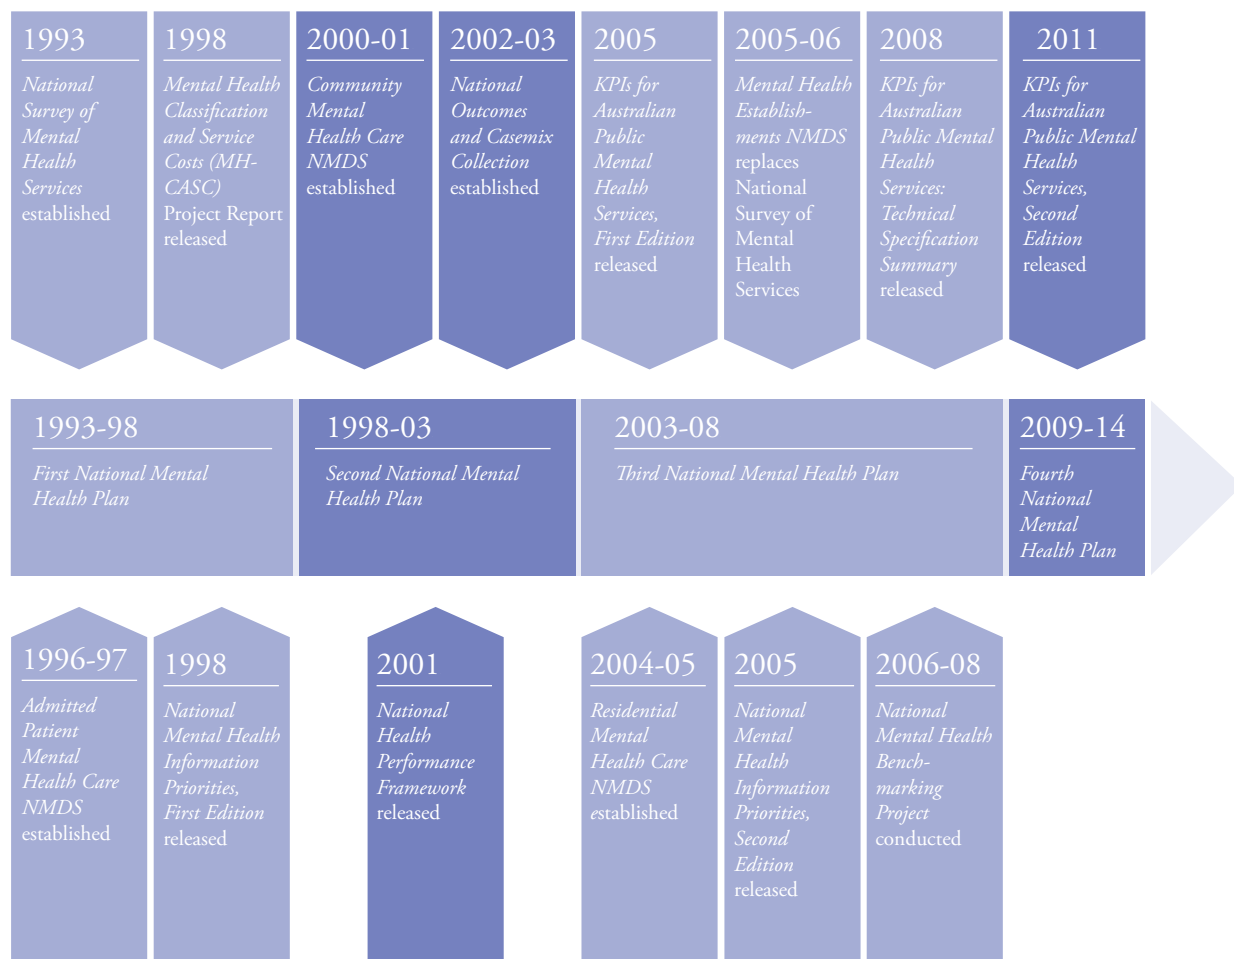 1993
National
Survey of
Mental
Health
Services
established
1998
Mental Health
Classification
and Service
Costs (MH-
CASC)
Project Report
released
2000-01
Community
Mental
Health Care
NMDS
established
2002-03
National
Outcomes
and Casemix
Collection
established
2005
KPIs for
Australian
Public
Mental
Health
Services,
First Edition
released
2005-06
Mental Health
Establish-
ments NMDS
replaces
National
Survey of
Mental
Health
Services
2008
KPIs for
Australian
Public Mental
Health
Services:
Technical
Specification
Summary
released
2011
KPIs for
Australian
Public Mental
Health
Services,
Second
Edition
released
1993-98
First National Mental
Health Plan
1998-03
Second National Mental
Health Plan
2003-08
Third National Mental Health Plan
2009-14
Fourth
National
Mental
Health Plan
1996-97
Admitted
Patient
Mental
Health Care
NMDS
established
1998
National
Mental Health
Information
Priorities,
First Edition
released
2001
National
Health
Performance
Framework
released
2004-05
Residential
Mental
Health Care
NMDS
established
2005
National
Mental
Health
Information
Priorities,
Second
Edition
released
2006-08
National
Mental Health
Bench-
marking
Project
conducted